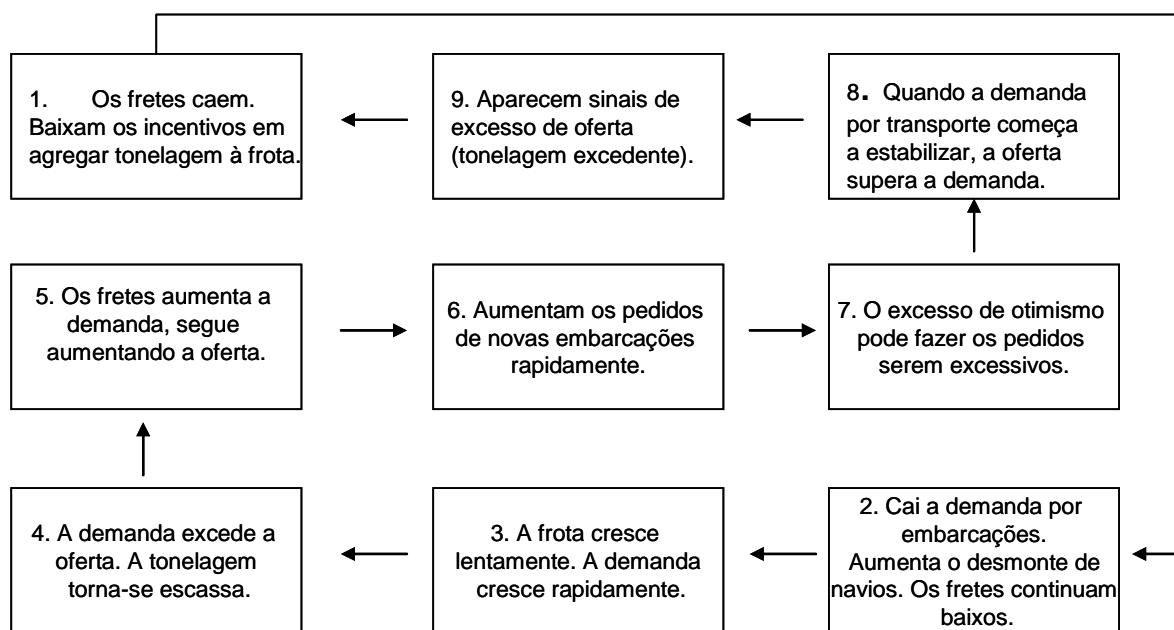 1. Os fretes caem.
Baixam os incentivos em
agregar tonelagem à frota.
9. Aparecem sinais de
excesso de oferta
(tonelagem excedente).
8. Quando a demanda
por transporte começa
a estabilizar, a oferta
supera a demanda.
5. Os fretes aumenta a
demanda, segue
aumentando a oferta.
6. Aumentam os pedidos
de novas embarcações
rapidamente.
7. O excesso de otimismo
pode fazer os pedidos
serem excessivos.
4. A demanda excede a
oferta. A tonelagem
torna-se escassa.
3. A frota cresce
lentamente. A demanda
cresce rapidamente.
2. Cai a demanda por
embarcações.
Aumenta o desmonte de
navios. Os fretes continuam
baixos.